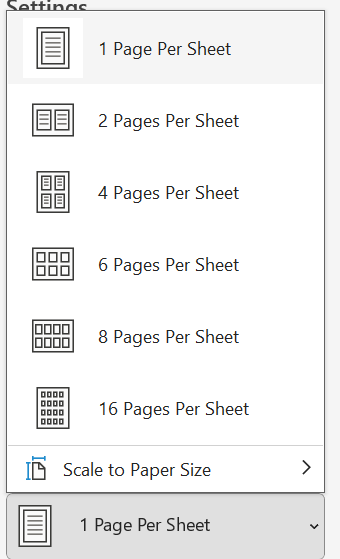 Settings
1 Page Per Sheet
2 Pages Per Sheet
4 Pages Per Sheet
6 Pages Per Sheet
8 Pages Per Sheet
16 Pages Per Sheet
Scale to Paper Size
1 Page Per Sheet